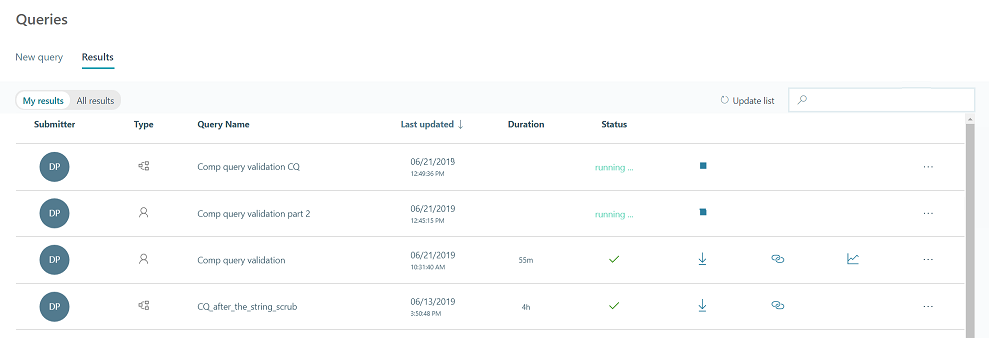 Queries
New query Results
My results All results Update list
Submitter Type Query Name Last updated ↓ Duration Status
DP Comp query validation CQ 06/21/2019 running ...
12:49:36 PM
DP Comp query validation part 2 06/21/2019 running ...
12:45:15 PM
DP Comp query validation 06/21/2019 55m
10:31:40 AM
DP CQ_after_the_string_scrub 06/13/2019 4h
3:50:48 PM